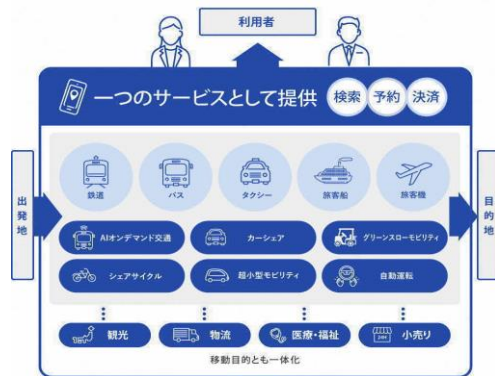 利用者
一つのサービスとして提供 検索 予約 決済
出発地
目的地
鉄道 バス タクシー 旅客船 旅客機
AIオンデマンド交通 カーシェア グリーンスローモビリティ
シェアサイクル 超小型モビリティ 自動運転
観光 物流 医療・福祉 小売り
移動目的とも一体化